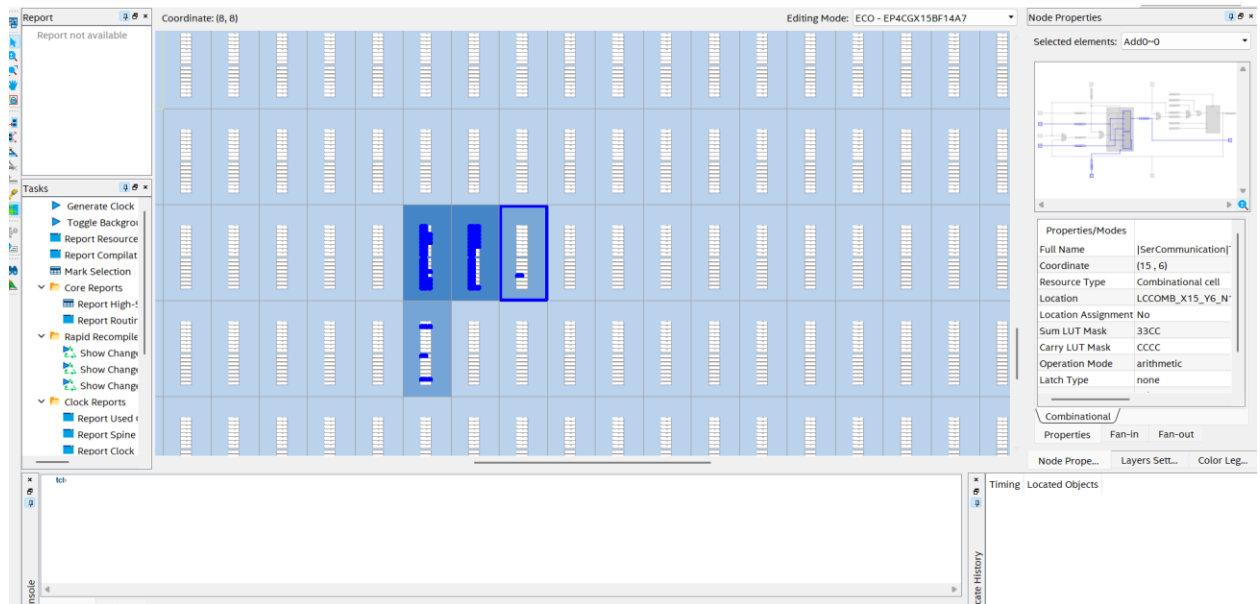 Report
Report not available
Tasks
Generate Clock
Toggle Backgrou
Report Resource
Report Compilat
Mark Selection
Core Reports
Report High-S
Report Routin
Rapid Recompile
Show Change
Show Change
Show Change
Clock Reports
Report Used
Report Spine
Report Clock
Coordinate: (8, 8)
Editing Mode: ECO - EP4CGX15BF14A7
Node Properties
Selected elements: Add0~0
Properties/Modes
Full Name |SerCommunication|
Coordinate (15 , 6)
Resource Type Combinational cell
Location LCCOMB_X15_Y6_N
Location Assignment No
Sum LUT Mask 33CC
Carry LUT Mask CCCC
Operation Mode arithmetic
Latch Type none
Combinational
Properties Fan-in Fan-out
Node Prope... Layers Sett... Color Leg...
tcl>
nsole
Timing Located Objects
cate History